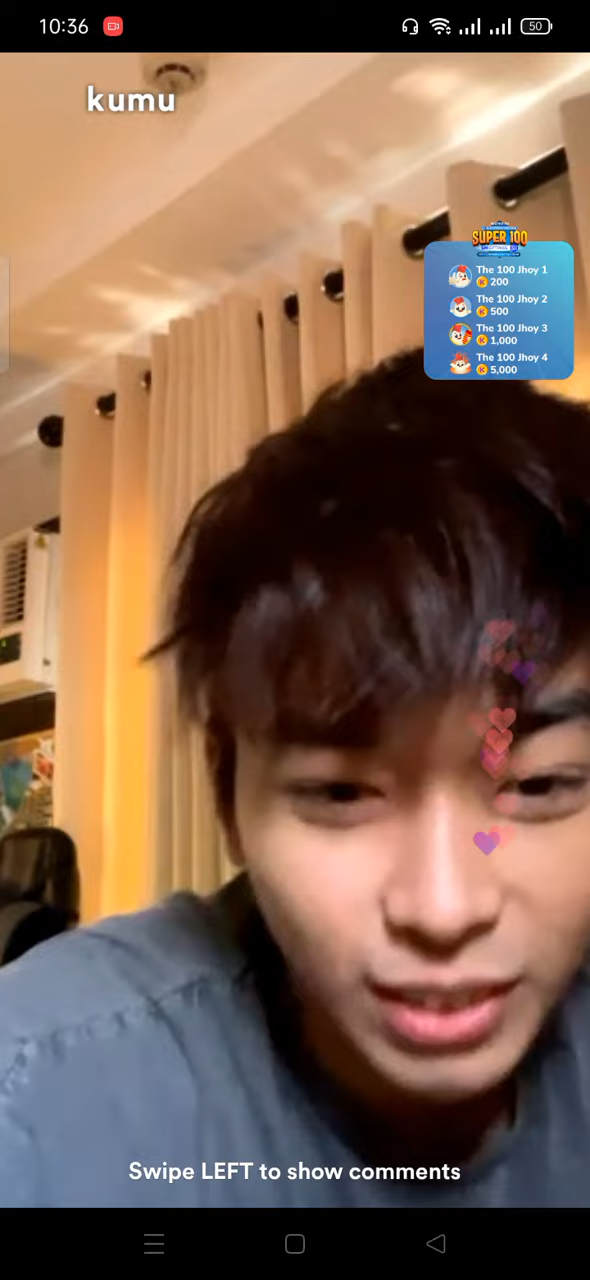 10:36
50
kumu
SUPER 100
The 100 Jhoy 1
200
The 100 Jhoy 2
500
The 100 Jhoy 3
1,000
The 100 Jhoy 4
5,000
Swipe LEFT to show comments